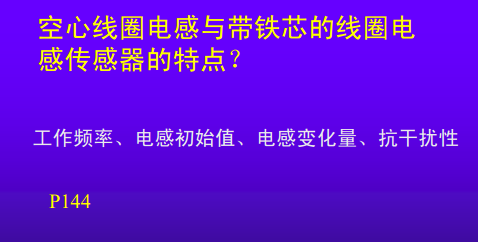 空心线圈电感与带铁芯的线圈电
感传感器的特点？
工作频率、电感初始值、电感变化量、抗干扰性
P144